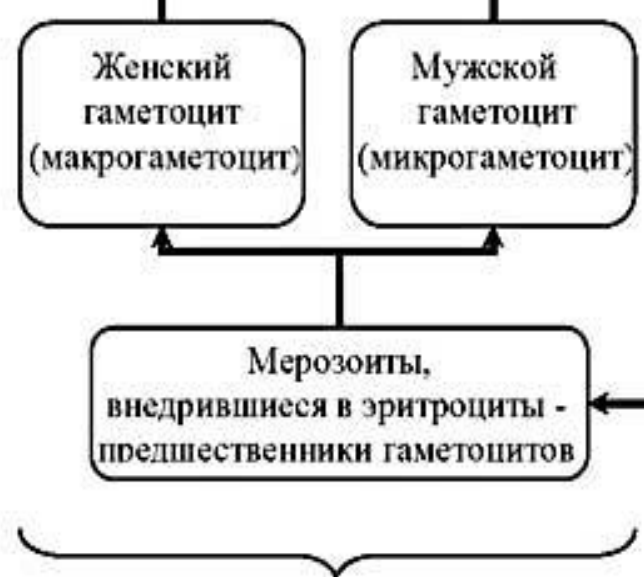 Женский
гаметоцит
(макрогаметоцит)
Мужской
гаметоцит
(микрогаметоцит)
Мерозоиты,
внедрившиеся в эритроциты -
предшественники гаметоцитов